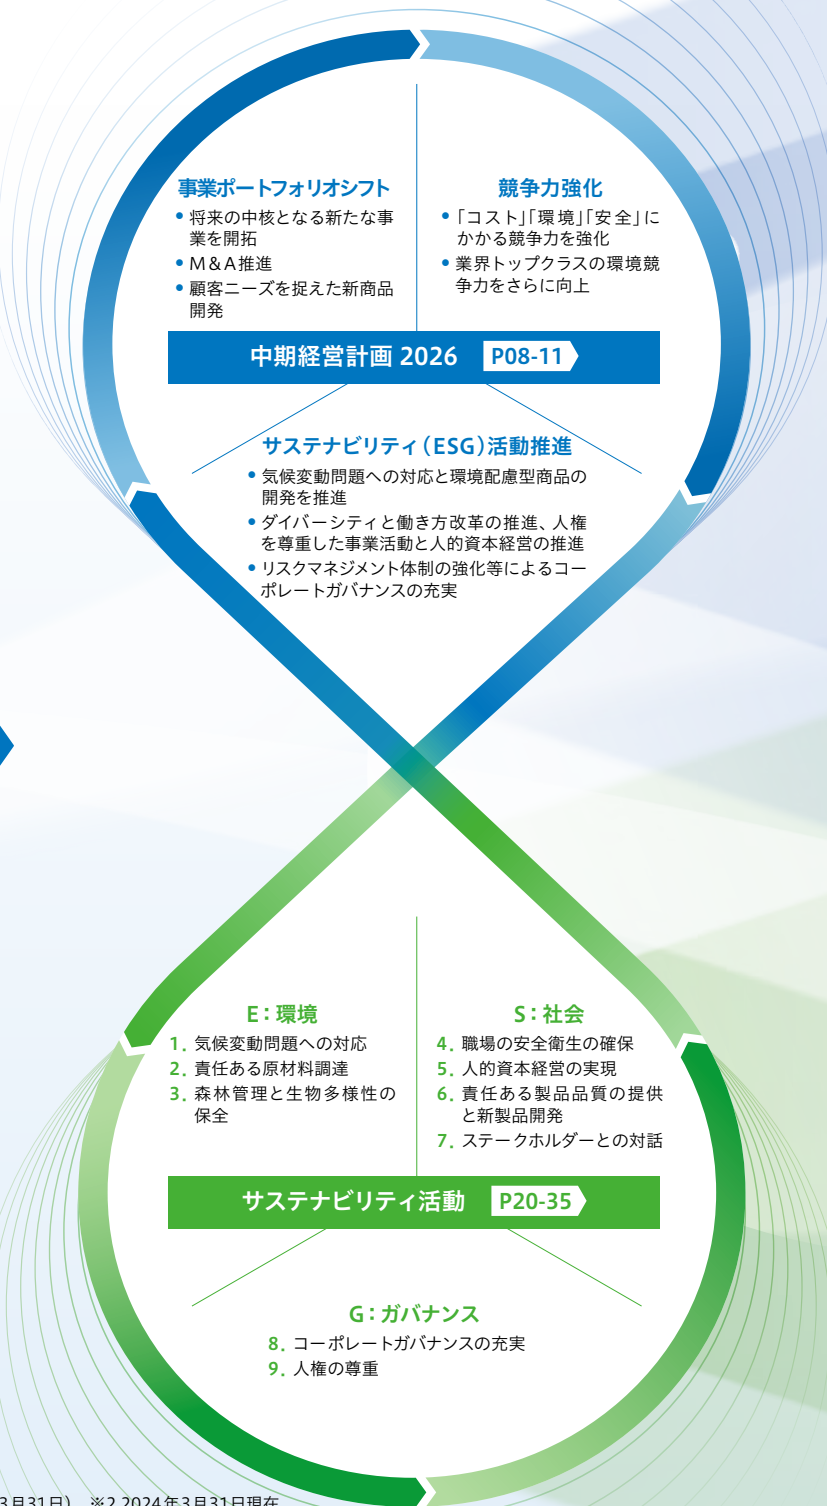 事業ポートフォリオシフト
• 将来の中核となる新たな事
業を開拓
• M&A推進
• 顧客ニーズを捉えた新商品
開発
競争力強化
• 「コスト」「環境」「安全」に
かかる競争力を強化
• 業界トップクラスの環境競
争力をさらに向上
中期経営計画 2026 P08-11
サステナビリティ(ESG)活動推進
• 気候変動問題への対応と環境配慮型商品の
開発を推進
• ダイバーシティと働き方改革の推進、人権
を尊重した事業活動と人的資本経営の推進
• リスクマネジメント体制の強化等によるコー
ポレートガバナンスの充実
E:環境
1. 気候変動問題への対応
2. 責任ある原材料調達
3. 森林管理と生物多様性の
保全
S:社会
4. 職場の安全衛生の確保
5. 人的資本経営の実現
6. 責任ある製品品質の提供
と新製品開発
7. ステークホルダーとの対話
サステナビリティ活動 P20-35
G:ガバナンス
8. コーポレートガバナンスの充実
9. 人権の尊重
3月31日) ※2 2024年3月31日現在